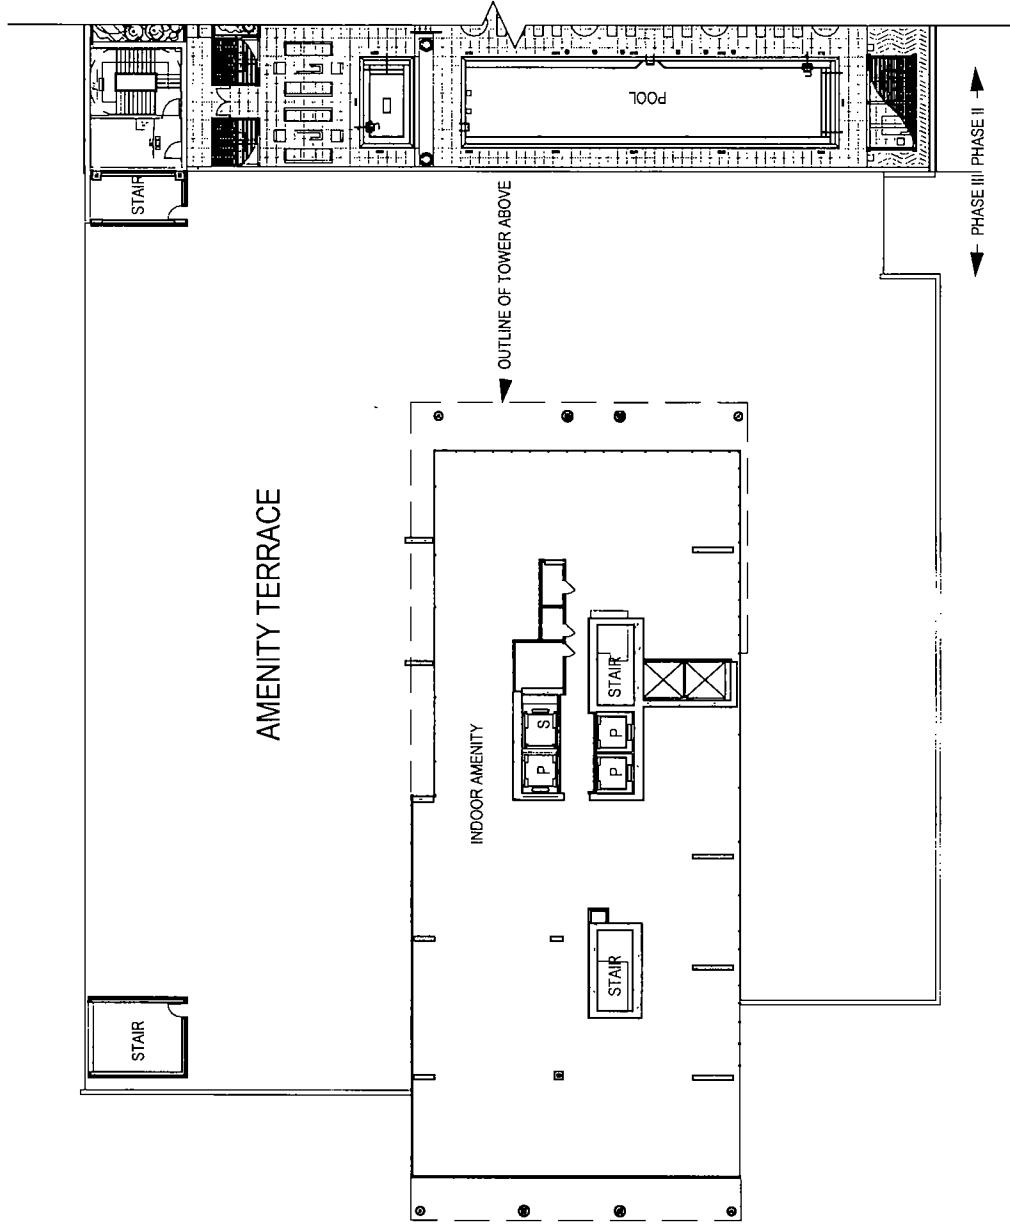 POOL
STAIR
PHASE III PHASE II
OUTLINE OF TOWER ABOVE
AMENITY TERRACE
INDOOR AMENITY
STAIR
S
P
P
P
STAIR
STAIR